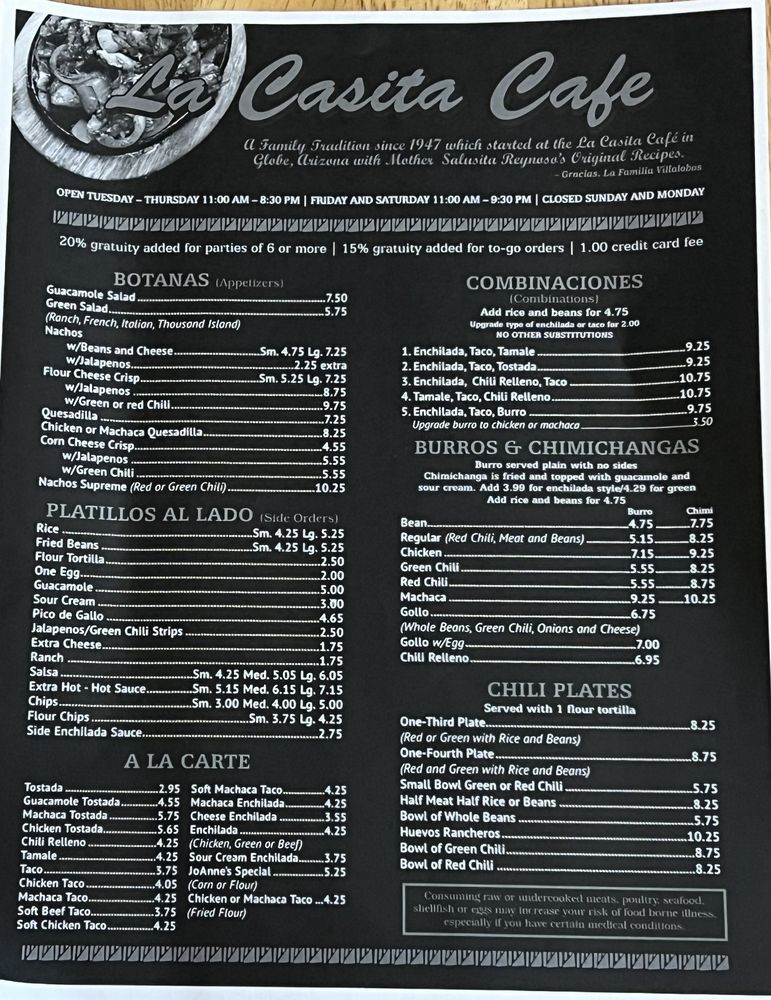 La Casita Cafe
A Family Tradition since 1947 which started at the La Casita Café in
Globe, Arizona with Mother Salusita Reynoso's Original Recipes.
- Gracias, La Familia Villalobos
OPEN TUESDAY – THURSDAY 11:00 AM – 8:30 PM | FRIDAY AND SATURDAY 11:00 AM – 9:30 PM | CLOSED SUNDAY AND MONDAY
20% gratuity added for parties of 6 or more | 15% gratuity added for to-go orders | 1.00 credit card fee
BOTANAS (Appetizers)
Guacamole Salad 7.50
Green Salad 5.75
(Ranch, French, Italian, Thousand Island)
Nachos
w/Beans and Cheese Sm. 4.75 Lg. 7.25
w/Jalapenos 2.25 extra
Flour Cheese Crisp Sm. 5.25 Lg. 7.25
w/Jalapenos 8.75
w/Green or red Chili 9.75
Quesadilla 7.25
Chicken or Machaca Quesadilla 8.25
Corn Cheese Crisp 4.55
w/Jalapenos 5.55
w/Green Chili 5.55
Nachos Supreme (Red or Green Chili) 10.25
PLATILLOS AL LADO (Side Orders)
Rice Sm. 4.25 Lg. 5.25
Fried Beans Sm. 4.25 Lg. 5.25
Flour Tortilla 2.50
One Egg 2.00
Guacamole 5.00
Sour Cream 3.00
Pico de Gallo 4.65
Jalapenos/Green Chili Strips 2.50
Extra Cheese 1.75
Ranch 1.75
Salsa Sm. 4.25 Med. 5.05 Lg. 6.05
Extra Hot - Hot Sauce Sm. 5.15 Med. 6.15 Lg. 7.15
Chips Sm. 3.00 Med. 4.00 Lg. 5.00
Flour Chips Sm. 3.75 Lg. 4.25
Side Enchilada Sauce 2.75
A LA CARTE
Tostada 2.95
Guacamole Tostada 4.55
Machaca Tostada 5.75
Chicken Tostada 5.65
Chili Relleno 4.25
Tamale 4.25
Taco 3.75
Chicken Taco 4.05
Machaca Taco 4.25
Soft Beef Taco 3.75
Soft Chicken Taco 4.25
Soft Machaca Taco 4.25
Machaca Enchilada 4.25
Cheese Enchilada 3.55
Enchilada 4.25
(Chicken, Green or Beef)
Sour Cream Enchilada 3.75
JoAnne's Special 5.25
(Corn or Flour)
Chicken or Machaca Taco 4.25
(Fried Flour)
COMBINACIONES
(Combinations)
Add rice and beans for 4.75
Upgrade type of enchilada or taco for 2.00
NO OTHER SUBSTITUTIONS
1. Enchilada, Taco, Tamale 9.25
2. Enchilada, Taco, Tostada 9.25
3. Enchilada, Chili Relleno, Taco 10.75
4. Tamale, Taco, Chili Relleno 10.75
5. Enchilada, Taco, Burro 9.75
Upgrade burro to chicken or machaca 3.50
BURROS & CHIMICHANGAS
Burro served plain with no sides
Chimichanga is fried and topped with guacamole and
sour cream. Add 3.99 for enchilada style/4.29 for green
Add rice and beans for 4.75
Burro Chimi
Bean 4.75 7.75
Regular (Red Chili, Meat and Beans) 5.15 8.25
Chicken 7.15 9.25
Green Chili 5.55 8.25
Red Chili 5.55 8.75
Machaca 9.25 10.25
Gollo 6.75
(Whole Beans, Green Chili, Onions and Cheese)
Gollo w/Egg 7.00
Chili Relleno 6.95
CHILI PLATES
Served with 1 flour tortilla
One-Third Plate 8.25
(Red or Green with Rice and Beans)
One-Fourth Plate 8.75
(Red and Green with Rice and Beans)
Small Bowl Green or Red Chili 5.75
Half Meat Half Rice or Beans 8.25
Bowl of Whole Beans 5.75
Huevos Rancheros 10.25
Bowl of Green Chili 8.75
Bowl of Red Chili 8.25
Consuming raw or undercooked meats, poultry, seafood,
shellfish or eggs may increase your risk of food borne illness,
especially if you have certain medical conditions.